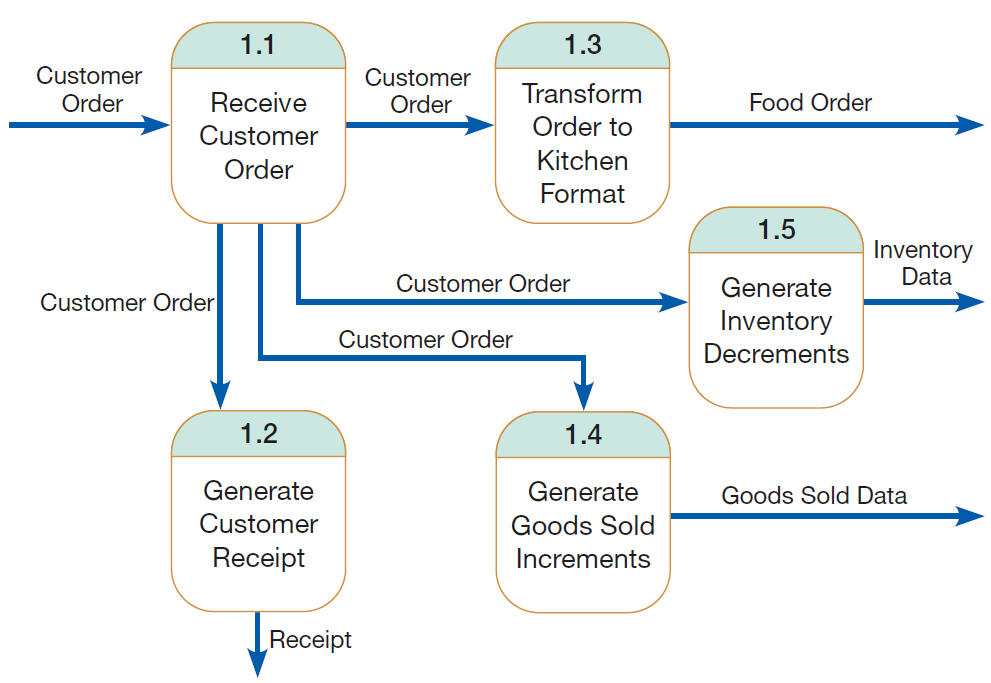 1.1
1.3
Customer
Order
Receive
Customer
Order
Customer
Order
Transform
Order to
Kitchen
Format
Food Order
1.5
Generate
Inventory
Decrements
Inventory
Data
Customer Order
Customer Order
Customer Order
1.2
Generate
Customer
Receipt
1.4
Generate
Goods Sold
Increments
Goods Sold Data
Receipt